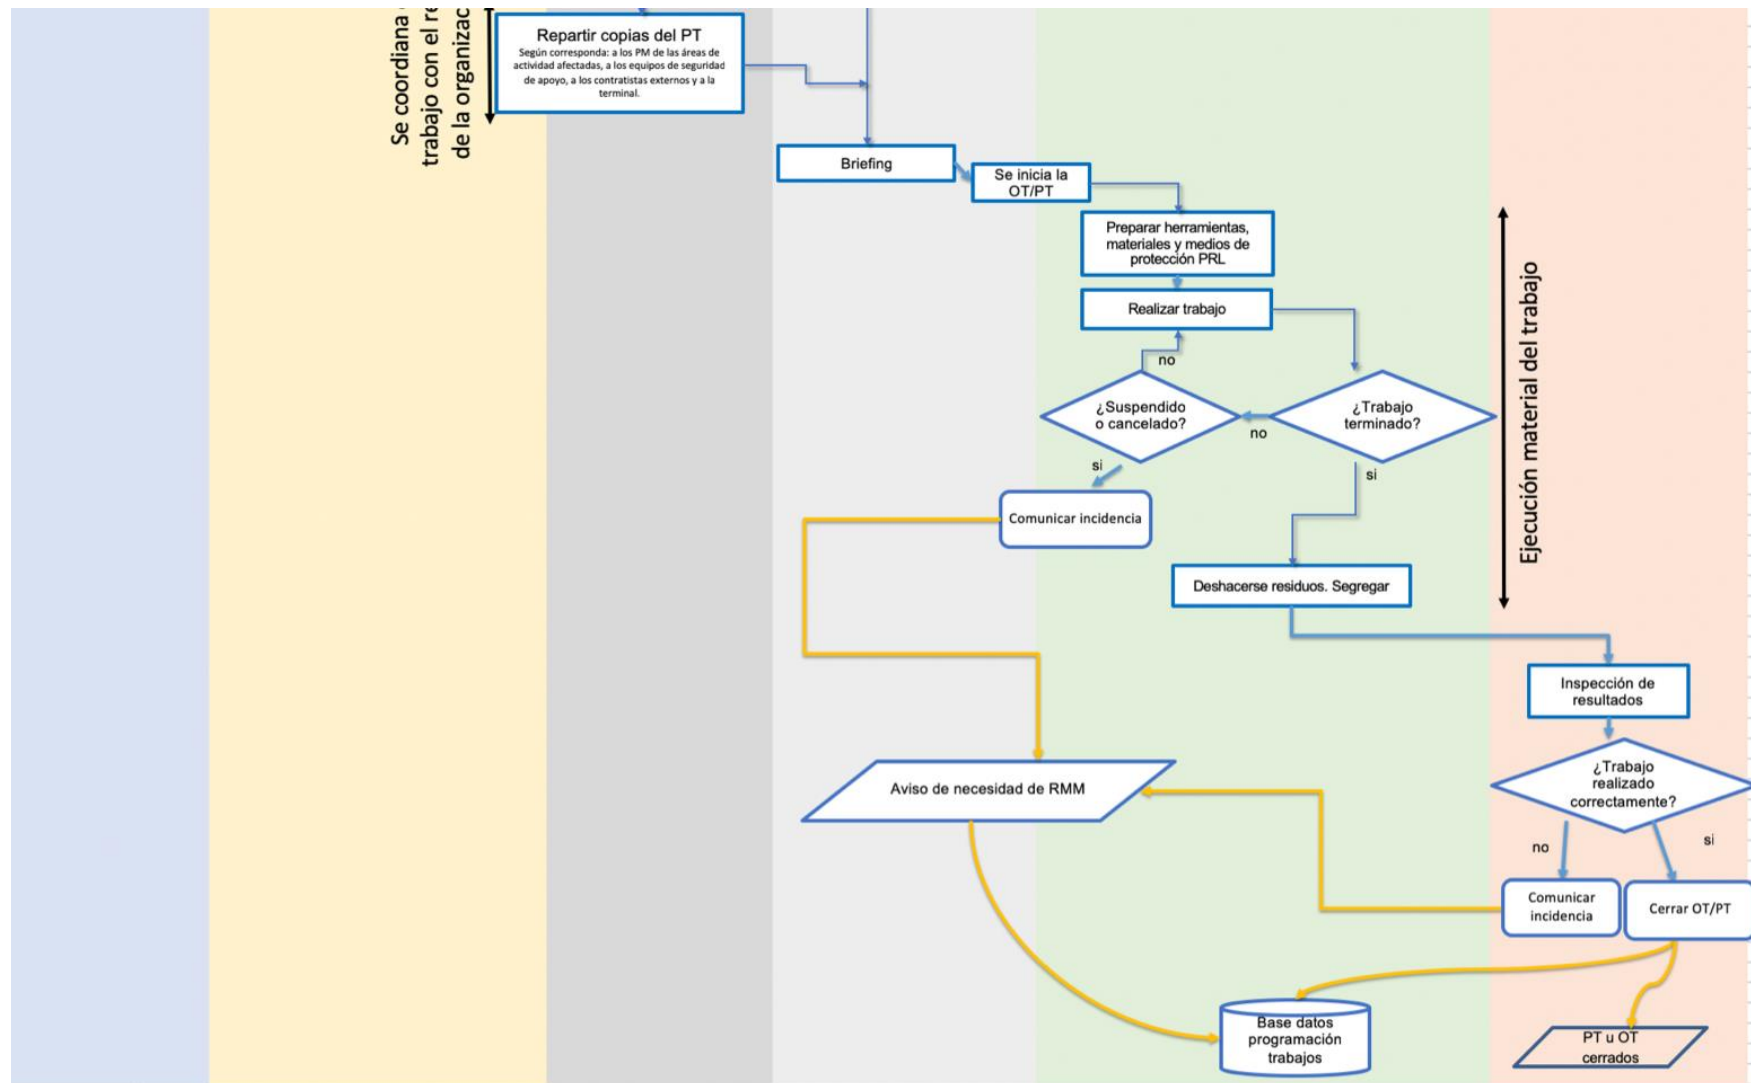 Se coordiana
trabajo con el re
de la organizac
Repartir copias del PT
Según corresponda: a los PM de las áreas de
actividad afectadas, a los equipos de seguridad
de apoyo, a los contratistas externos y a la
terminal.
Briefing
Se inicia la
OT/PT
Preparar herramientas,
materiales y medios de
protección PRL
Realizar trabajo
no
¿Suspendido
o cancelado?
no
¿Trabajo
terminado?
si
si
Comunicar incidencia
Deshacerse residuos. Segregar
Ejecución material del trabajo
Inspección de
resultados
Aviso de necesidad de RMM
¿Trabajo
realizado
correctamente?
no
si
Comunicar
incidencia
Cerrar OT/PT
Base datos
programación
trabajos
PT u OT
cerrados